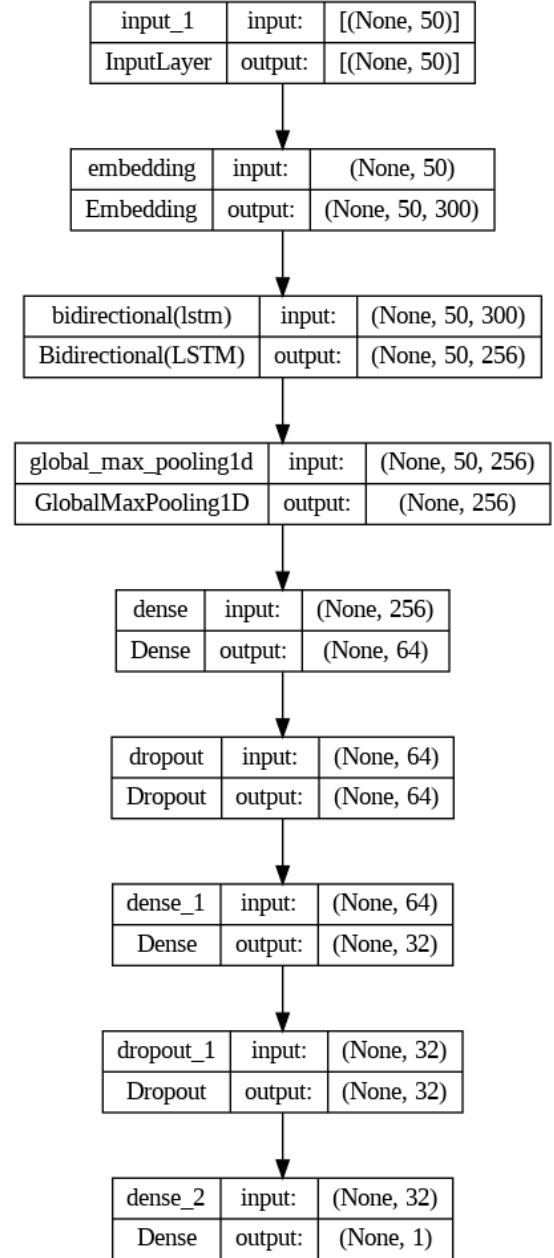 input_1 input: [(None, 50)]
InputLayer output: [(None, 50)]
embedding input: (None, 50)
Embedding output: (None, 50, 300)
bidirectional(lstm) input: (None, 50, 300)
Bidirectional(LSTM) output: (None, 50, 256)
global_max_pooling1d input: (None, 50, 256)
GlobalMaxPooling1D output: (None, 256)
dense input: (None, 256)
Dense output: (None, 64)
dropout input: (None, 64)
Dropout output: (None, 64)
dense_1 input: (None, 64)
Dense output: (None, 32)
dropout_1 input: (None, 32)
Dropout output: (None, 32)
dense_2 input: (None, 32)
Dense output: (None, 1)